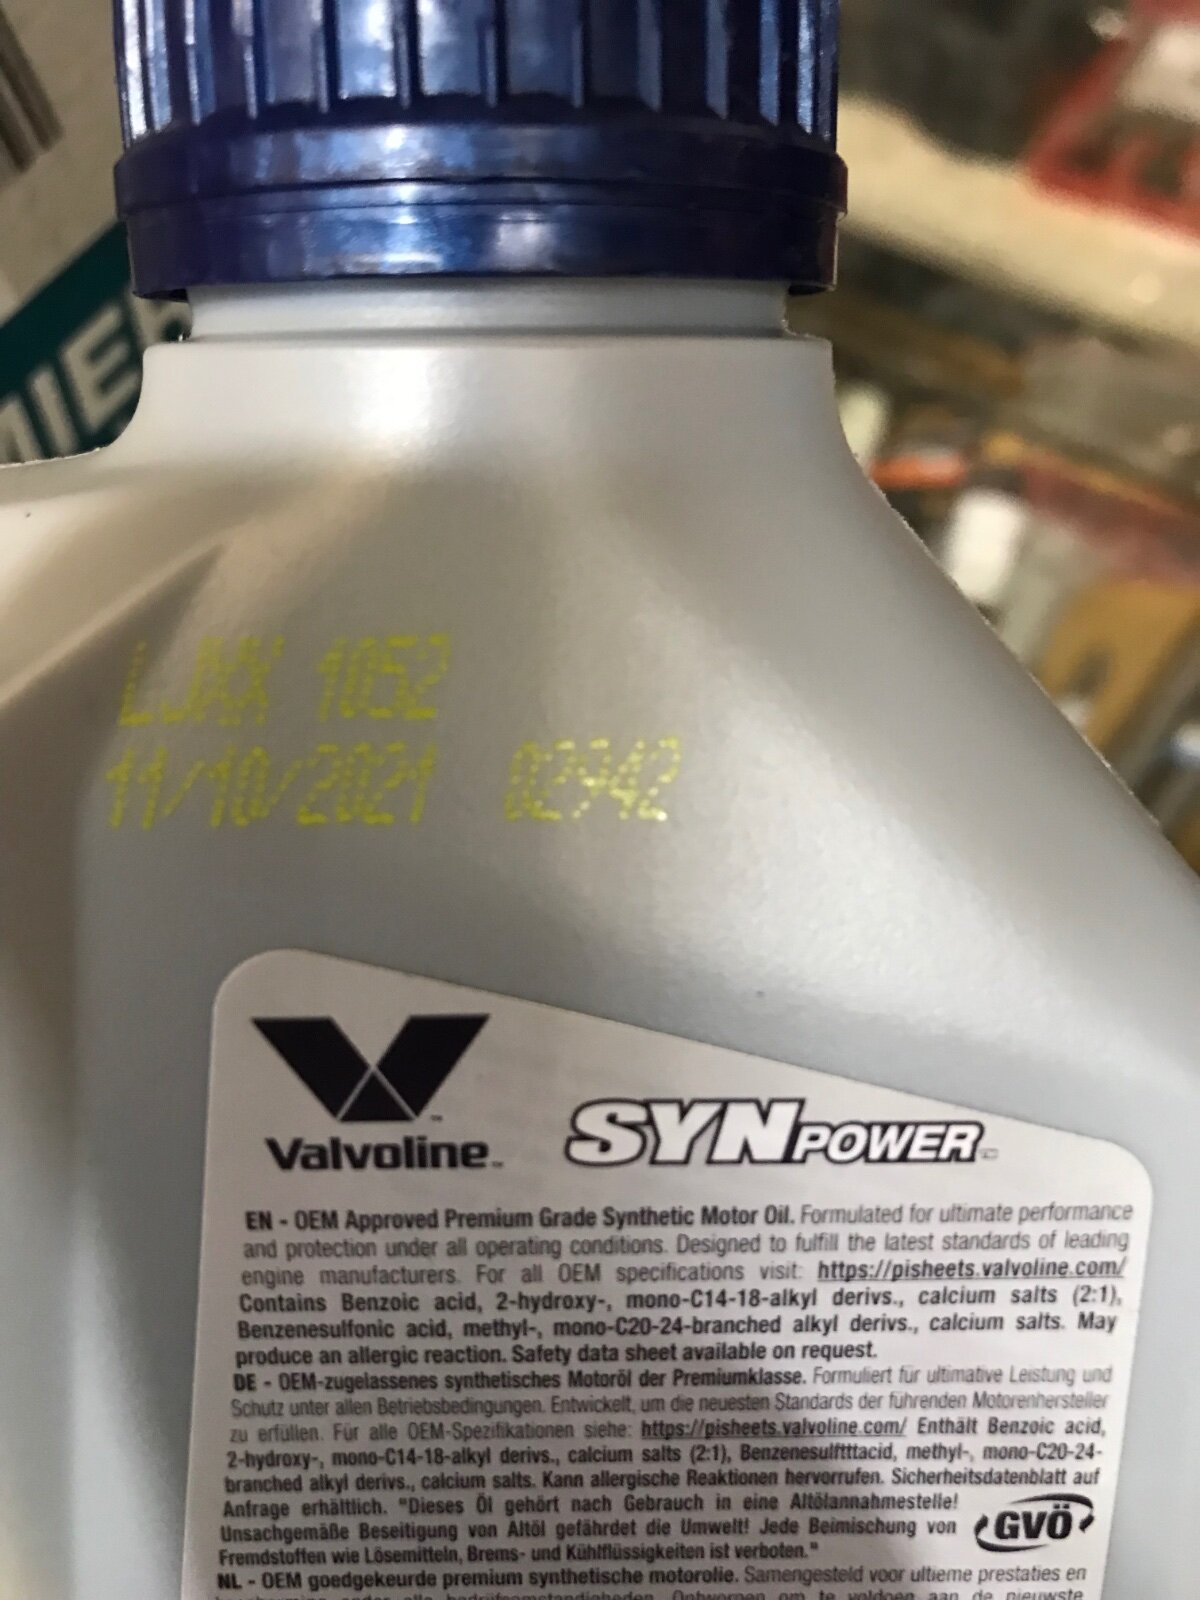 LJXX 1052
11/10/2021 02942
Valvoline™
SYNPOWER™
EN - OEM Approved Premium Grade Synthetic Motor Oil. Formulated for ultimate performance
and protection under all operating conditions. Designed to fulfill the latest standards of leading
engine manufacturers. For all OEM specifications visit: https://pisheets.valvoline.com/
Contains Benzoic acid, 2-hydroxy-, mono-C14-18-alkyl derivs., calcium salts (2:1),
Benzenesulfonic acid, methyl-, mono-C20-24-branched alkyl derivs., calcium salts. May
produce an allergic reaction. Safety data sheet available on request.
DE - OEM-zugelassenes synthetisches Motoröl der Premiumklasse. Formuliert für ultimative Leistung und
Schutz unter allen Betriebsbedingungen. Entwickelt, um die neuesten Standards der führenden Motorenhersteller
zu erfüllen. Für alle OEM-Spezifikationen siehe: https://pisheets.valvoline.com/ Enthält Benzoic acid,
2-hydroxy-, mono-C14-18-alkyl derivs., calcium salts (2:1), Benzenesulftttacid, methyl-, mono-C20-24-
branched alkyl derivs., calcium salts. Kann allergische Reaktionen hervorrufen. Sicherheitsdatenblatt auf
Anfrage erhältlich. "Dieses Öl gehört nach Gebrauch in eine Altölannahmestelle!
Unsachgemäße Beseitigung von Altöl gefährdet die Umwelt! Jede Beimischung von
Fremdstoffen wie Lösemitteln, Brems- und Kühlflüssigkeiten ist verboten."
GVÖ
NL - OEM goedgekeurde premium synthetische motorolie. Samengesteld voor ultieme prestaties en